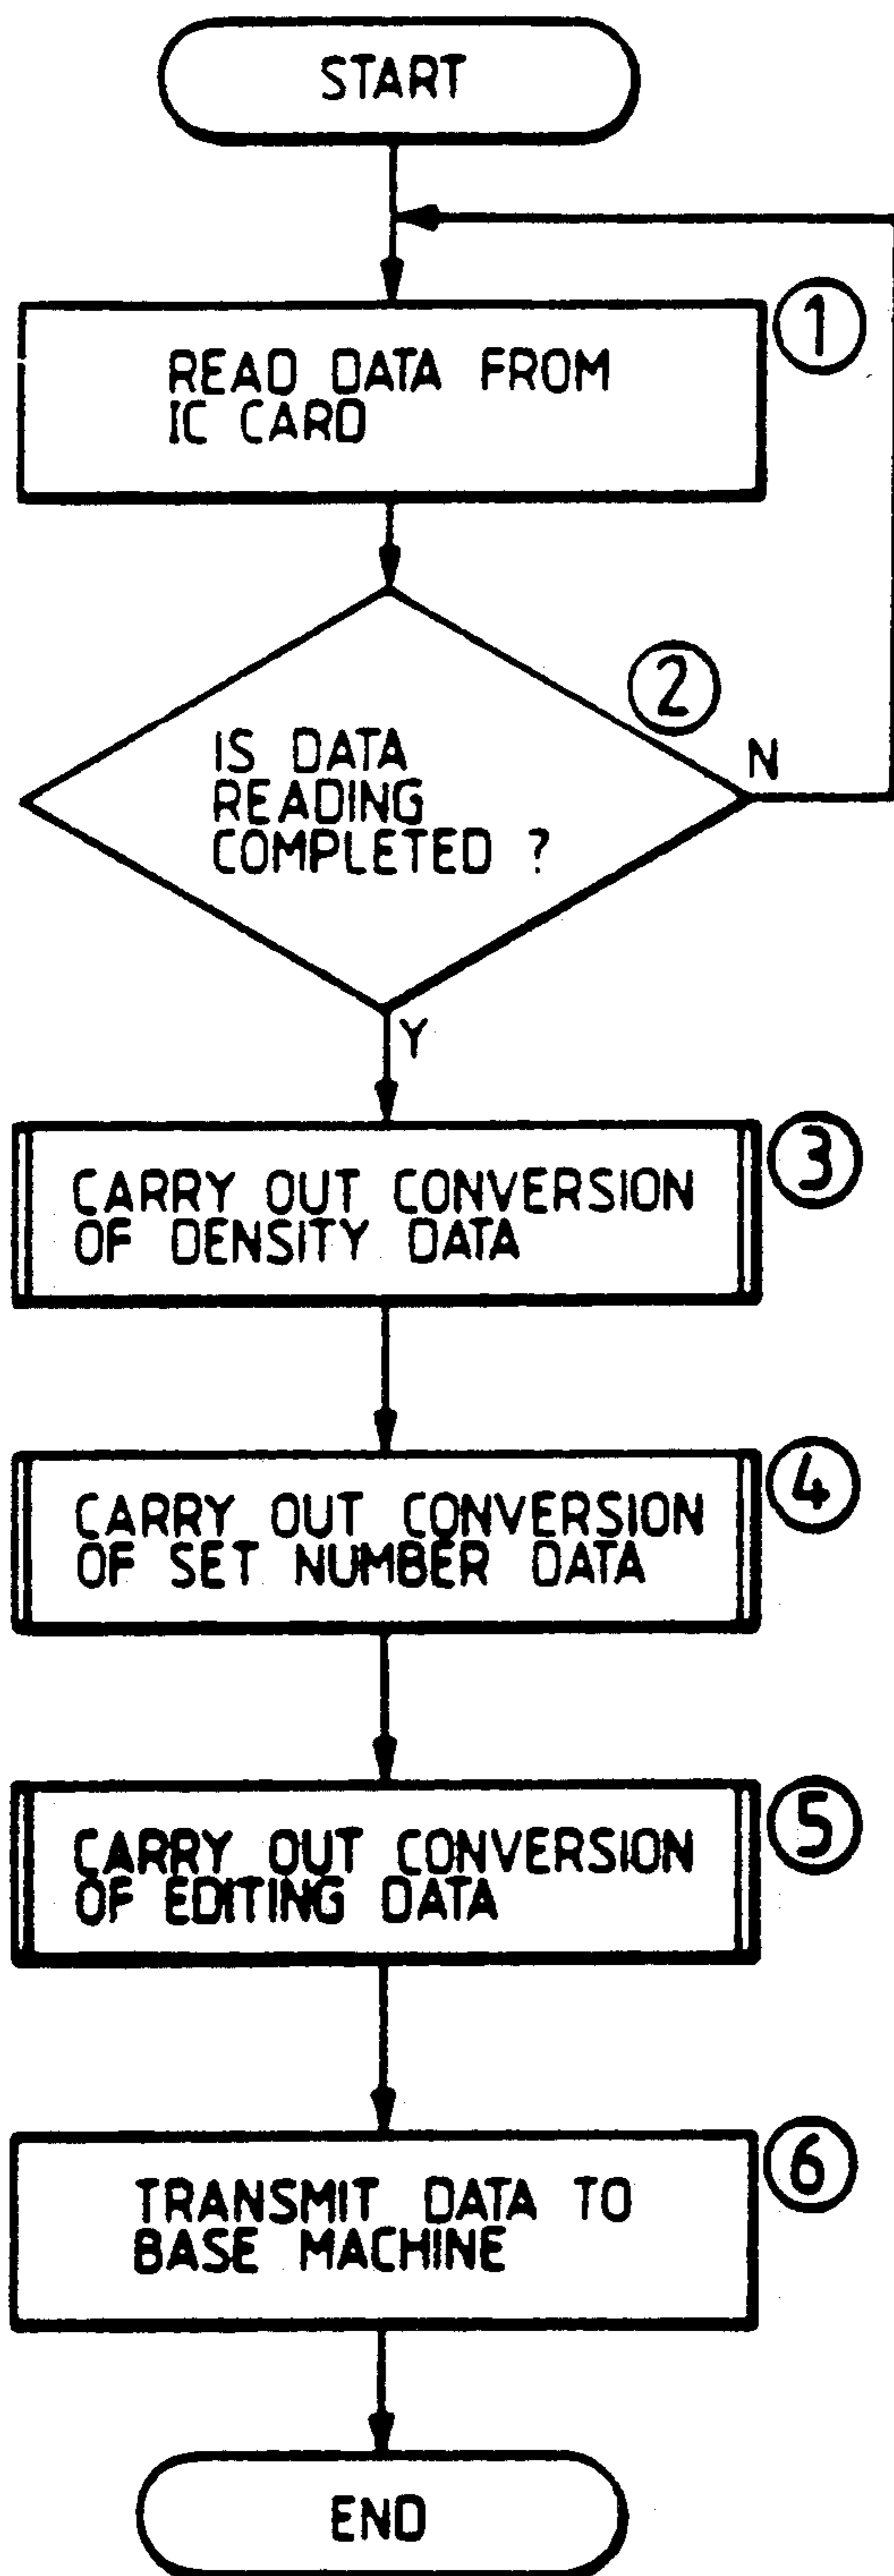 START
①
READ DATA FROM
IC CARD
②
IS DATA
READING
COMPLETED ?
N
Y
③
CARRY OUT CONVERSION
OF DENSITY DATA
④
CARRY OUT CONVERSION
OF SET NUMBER DATA
⑤
CARRY OUT CONVERSION
OF EDITING DATA
⑥
TRANSMIT DATA TO
BASE MACHINE
END